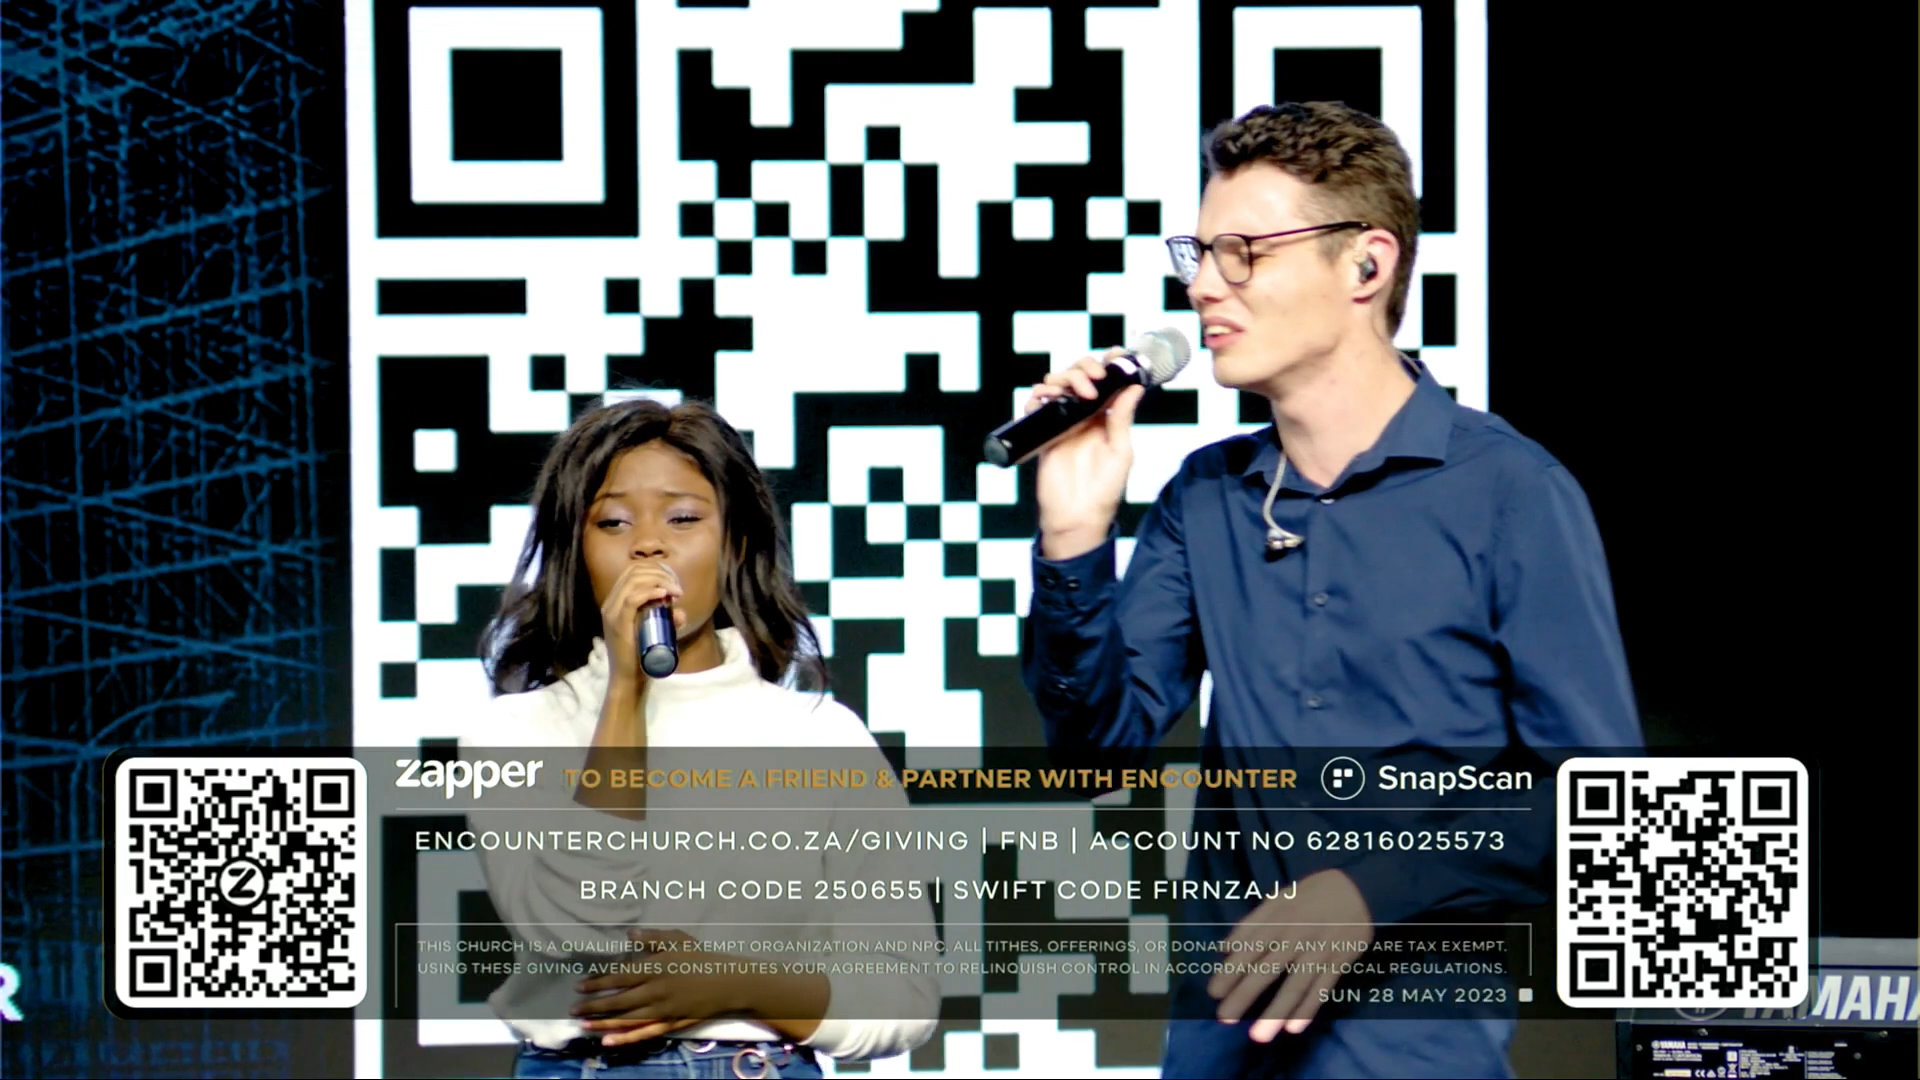 zapper TO BECOME A FRIEND & PARTNER WITH ENCOUNTER SnapScan
ENCOUNTERCHURCH.CO.ZA/GIVING | FNB | ACCOUNT NO 62816025573
BRANCH CODE 250655 | SWIFT CODE FIRNZAJJ
THIS CHURCH IS A QUALIFIED TAX EXEMPT ORGANIZATION AND NPC. ALL TITHES, OFFERINGS, OR DONATIONS OF ANY KIND ARE TAX EXEMPT.
USING THESE GIVING AVENUES CONSTITUTES YOUR AGREEMENT TO RELINQUISH CONTROL IN ACCORDANCE WITH LOCAL REGULATIONS.
SUN 28 MAY 2023
R
YAMAHA
YAMAHA